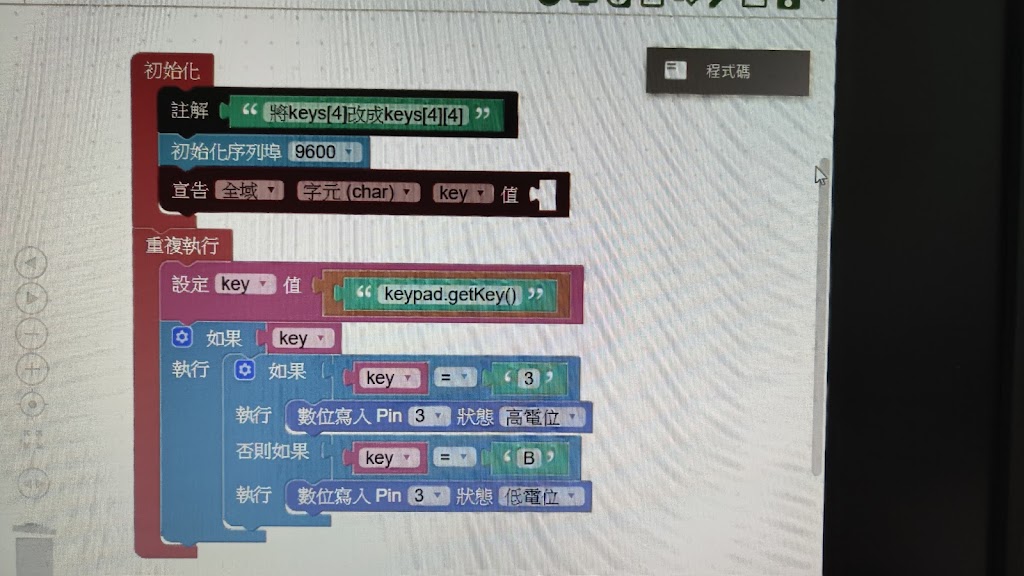 程式碼
初始化
註解 “ 將keys[4]改成keys[4][4] ”
初始化序列埠 9600
宣告 全域 字元 (char) key 值
重複執行
設定 key 值 “ keypad.getKey() ”
如果 key
執行 如果 key = ‘ 3 ’
執行 數位寫入 Pin 3 狀態 高電位
否則如果 key = ‘ B ’
執行 數位寫入 Pin 3 狀態 低電位